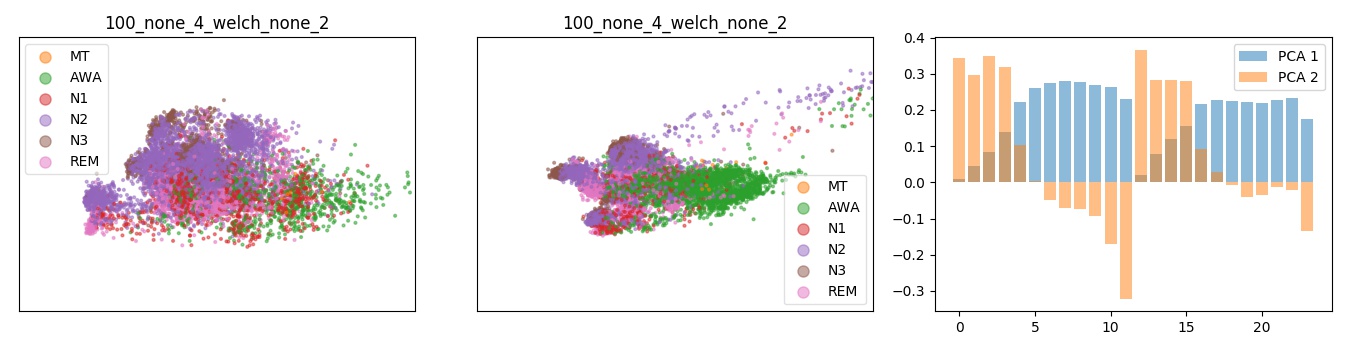 100_none_4_welch_none_2
MT
AWA
N1
N2
N3
REM
100_none_4_welch_none_2
MT
AWA
N1
N2
N3
REM
PCA 1
PCA 2
0.4
0.3
0.2
0.1
0.0
−0.1
−0.2
−0.3
0 5 10 15 20